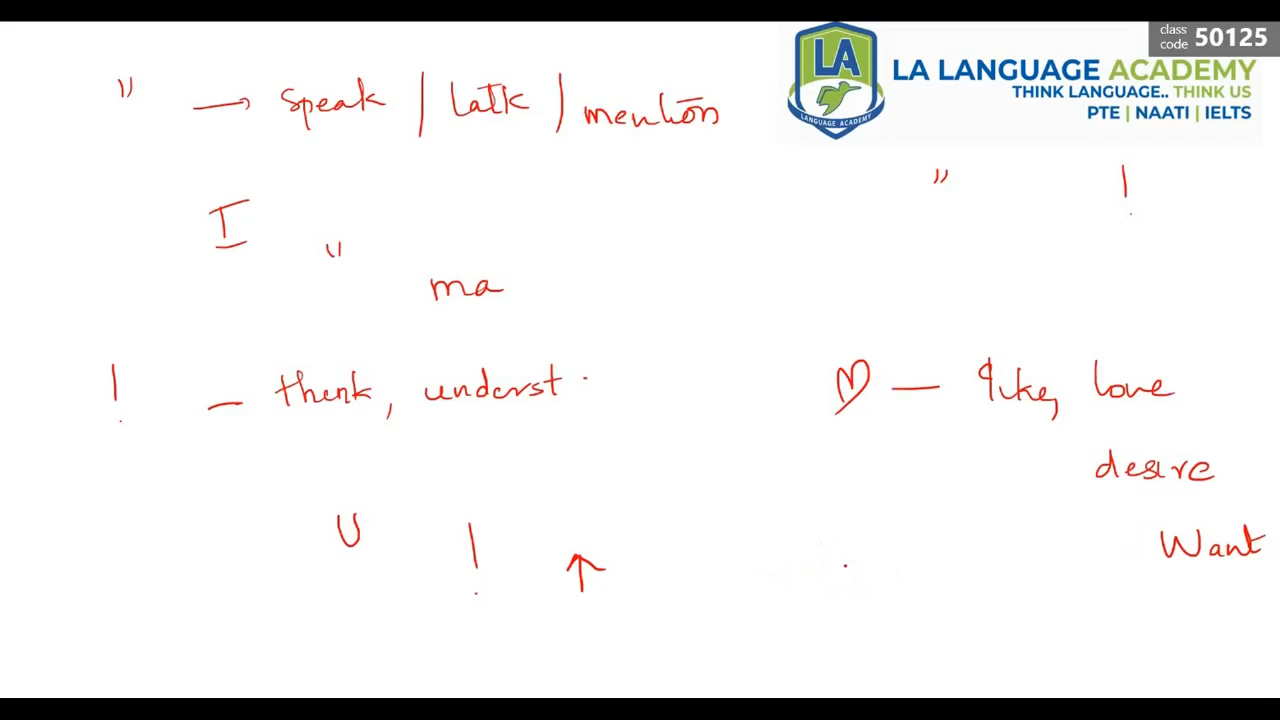 class code 50125
LA LANGUAGE ACADEMY
THINK LANGUAGE.. THINK US
PTE | NAATI | IELTS
LA
LANGUAGE ACADEMY
" → speak / talk / mention
" !
I " ma
! - think, underst.
♡ — like, love
desire
Want
U ! ↑